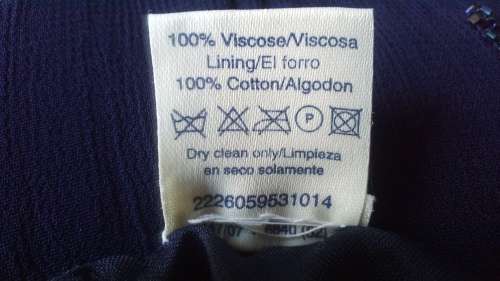 100% Viscose/Viscosa
Lining/El forro
100% Cotton/Algodon
P
Dry clean only/Limpieza
en seco solamente
2226059531014